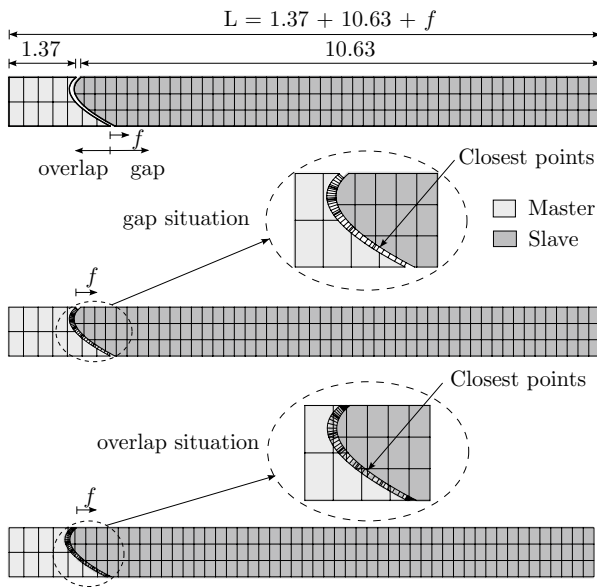 L = 1.37 + 10.63 + f
1.37
10.63
f
overlap
gap
Closest points
gap situation
Master
Slave
f
Closest points
overlap situation
f